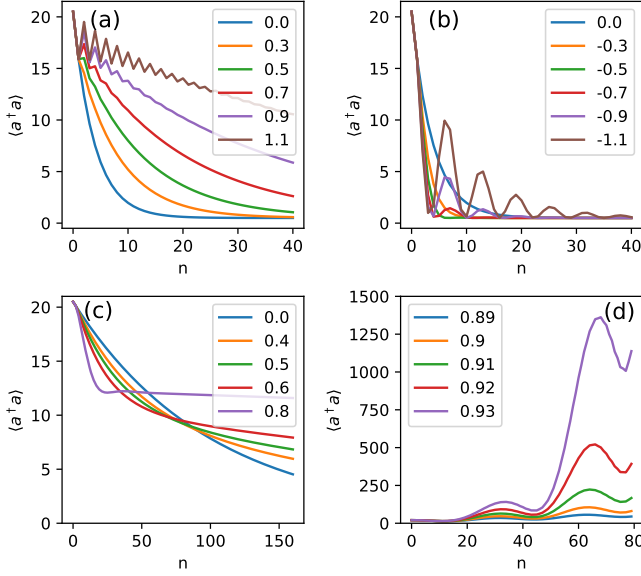 (a)
0.0
0.3
0.5
0.7
0.9
1.1
20
15
10
5
0
⟨a†a⟩
0 10 20 30 40
n
(b)
0.0
-0.3
-0.5
-0.7
-0.9
-1.1
20
15
10
5
0
⟨a†a⟩
0 10 20 30 40
n
(c)
0.0
0.4
0.5
0.6
0.8
20
15
10
5
0
⟨a†a⟩
0 50 100 150
n
(d)
0.89
0.9
0.91
0.92
0.93
1500
1250
1000
750
500
250
0
⟨a†a⟩
0 20 40 60 80
n